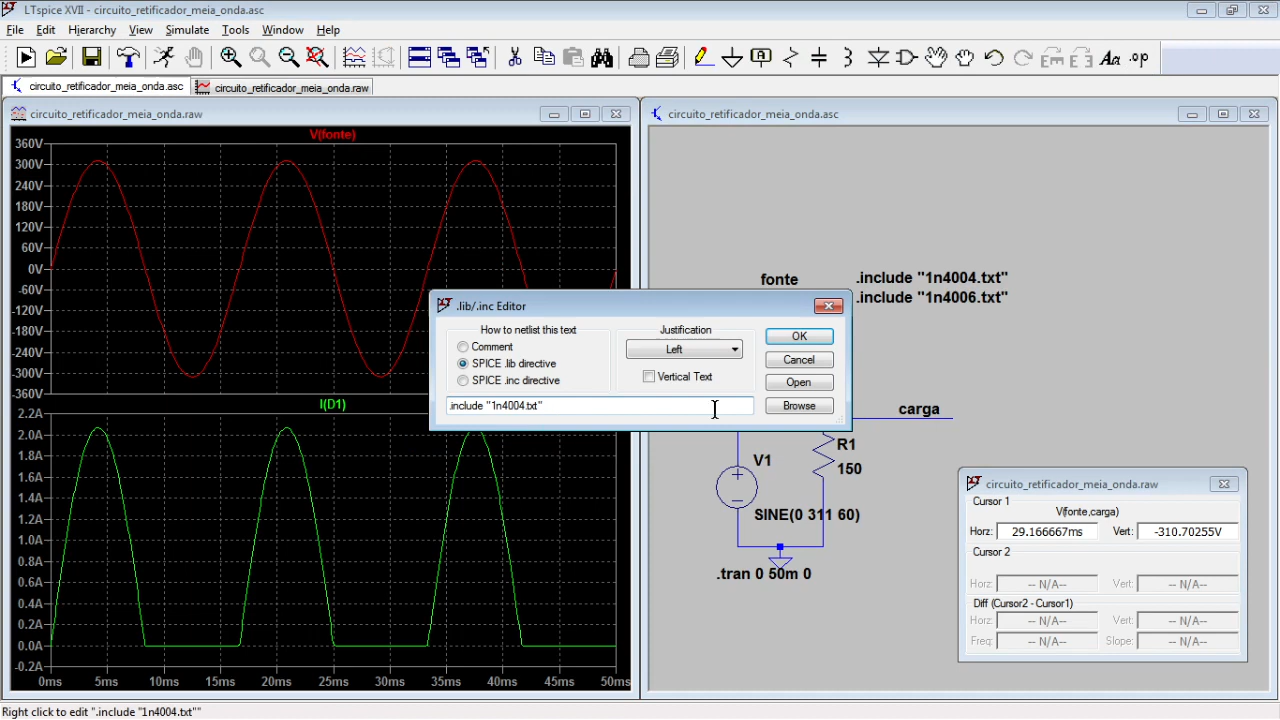 LTspice XVII - circuito_retificador_meia_onda.asc
File Edit Hierarchy View Simulate Tools Window Help
circuito_retificador_meia_onda.asc
circuito_retificador_meia_onda.raw
circuito_retificador_meia_onda.raw
V(fonte)
360V
300V
240V
180V
120V
60V
0V
-60V
-120V
-180V
-240V
-300V
-360V
I(D1)
2.2A
2.0A
1.8A
1.6A
1.4A
1.2A
1.0A
0.8A
0.6A
0.4A
0.2A
0.0A
-0.2A
0ms 5ms 10ms 15ms 20ms 25ms 30ms 35ms 40ms 45ms 50ms
circuito_retificador_meia_onda.asc
fonte
.include "1n4004.txt"
.include "1n4006.txt"
carga
R1
150
V1
SINE(0 311 60)
.tran 0 50m 0
.lib/.inc Editor
How to netlist this text
Comment
SPICE .lib directive
SPICE .inc directive
Justification
Left
Vertical Text
OK
Cancel
Open
Browse
.include "1n4004.txt"
circuito_retificador_meia_onda.raw
Cursor 1
V(fonte,carga)
Horz: 29.166667ms Vert: -310.70255V
Cursor 2
Horz: -- N/A-- Vert: -- N/A--
Diff (Cursor2 - Cursor1)
Horz: -- N/A-- Vert: -- N/A--
Freq: -- N/A-- Slope: -- N/A--
Right click to edit ".include "1n4004.txt""